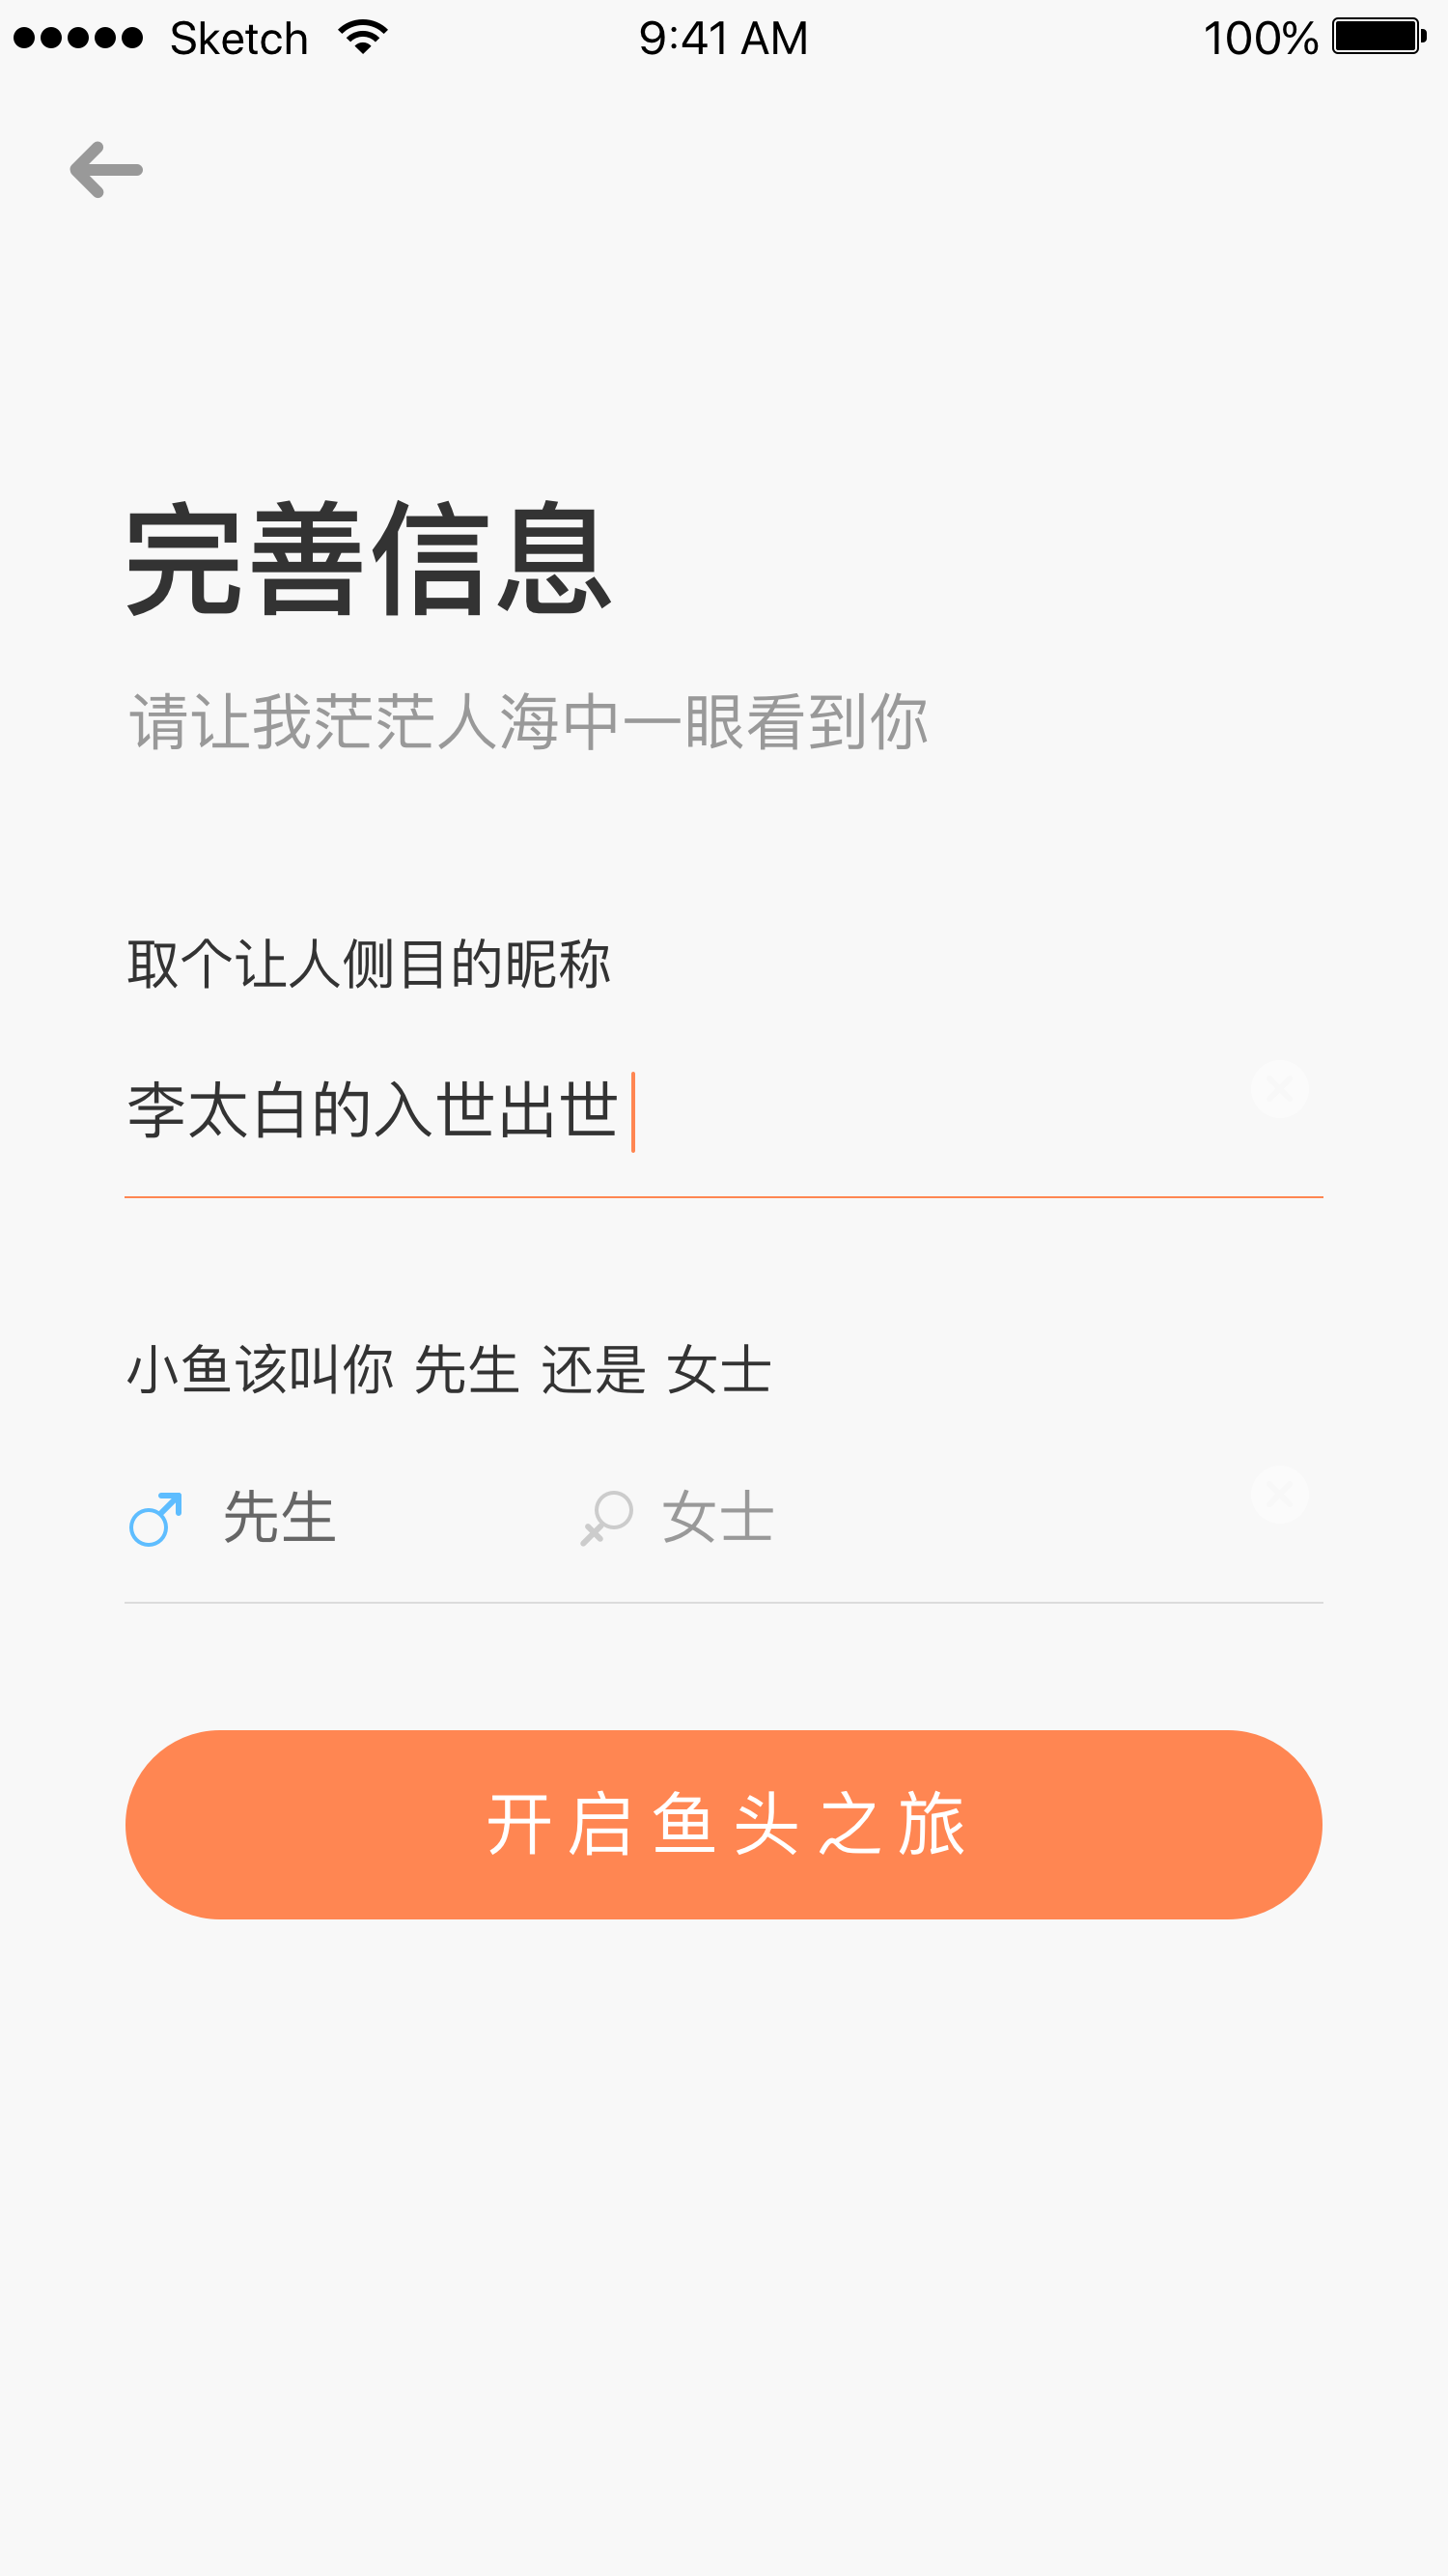 Sketch 9:41 AM 100%
完善信息
请让我茫茫人海中一眼看到你
取个让人侧目的昵称
李太白的入世出世
小鱼该叫你 先生 还是 女士
先生 女士
开启鱼头之旅